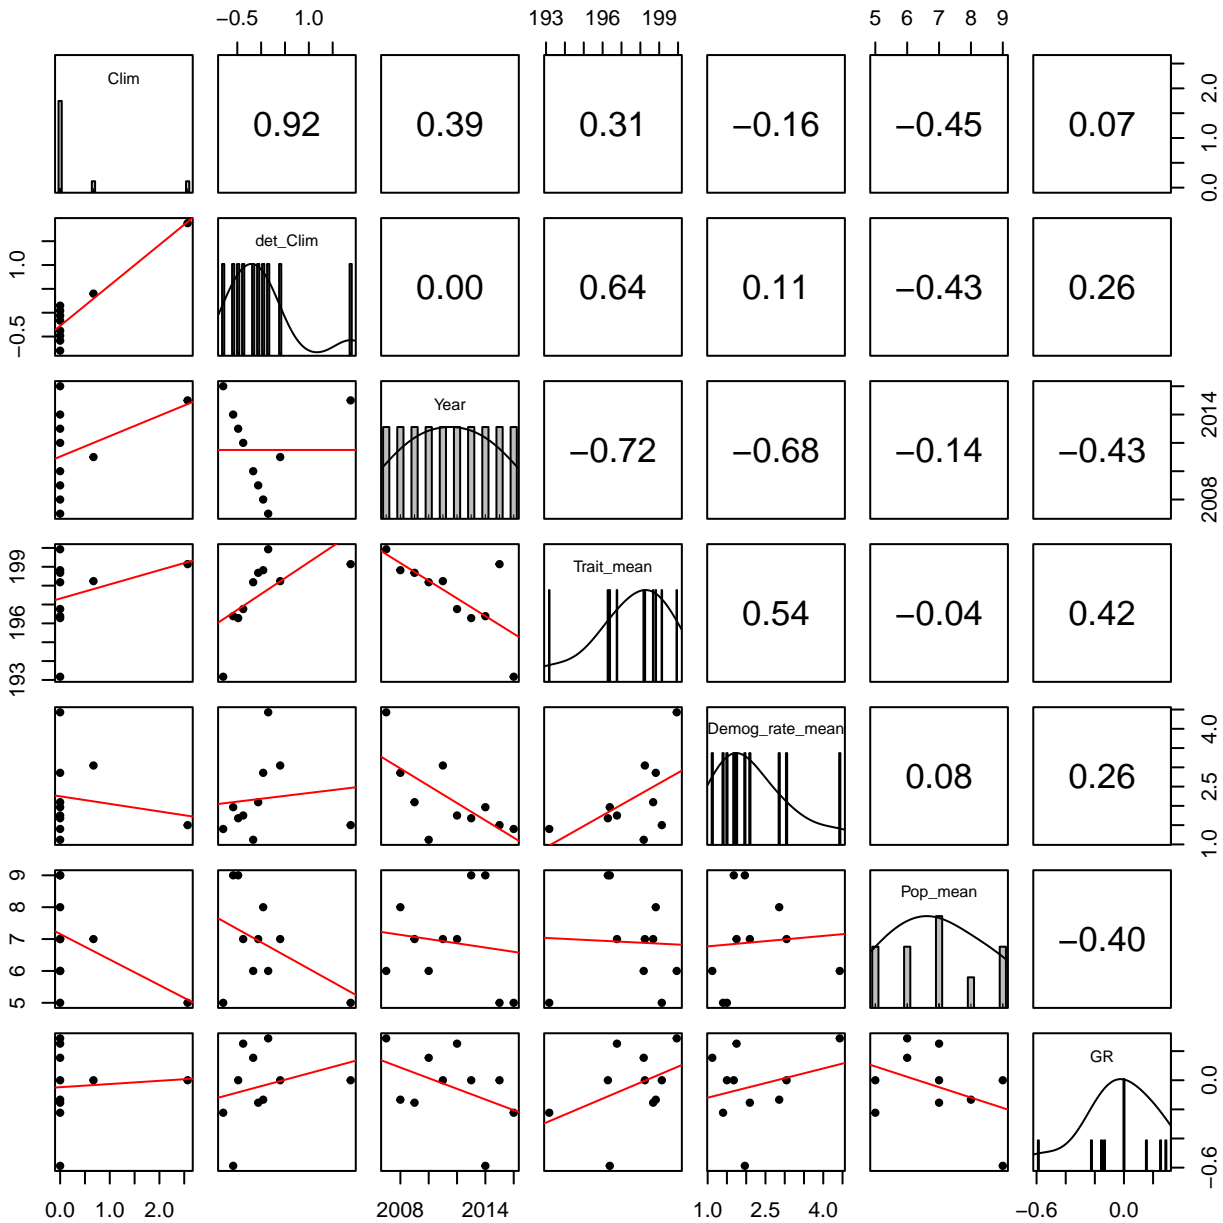 −0.5 1.0 193 196 199 5 6 7 8 9
Clim 0.92 0.39 0.31 −0.16 −0.45 0.07 0.0 1.0 2.0
−0.5 1.0 det_Clim 0.00 0.64 0.11 −0.43 0.26
Year −0.72 −0.68 −0.14 −0.43 2008 2014
193 196 199 Trait_mean 0.54 −0.04 0.42
Demog_rate_mean 0.08 0.26 1.0 2.5 4.0
5 6 7 8 9 Pop_mean −0.40
GR −0.6 0.0
0.0 1.0 2.0 2008 2014 1.0 2.5 4.0 −0.6 0.0